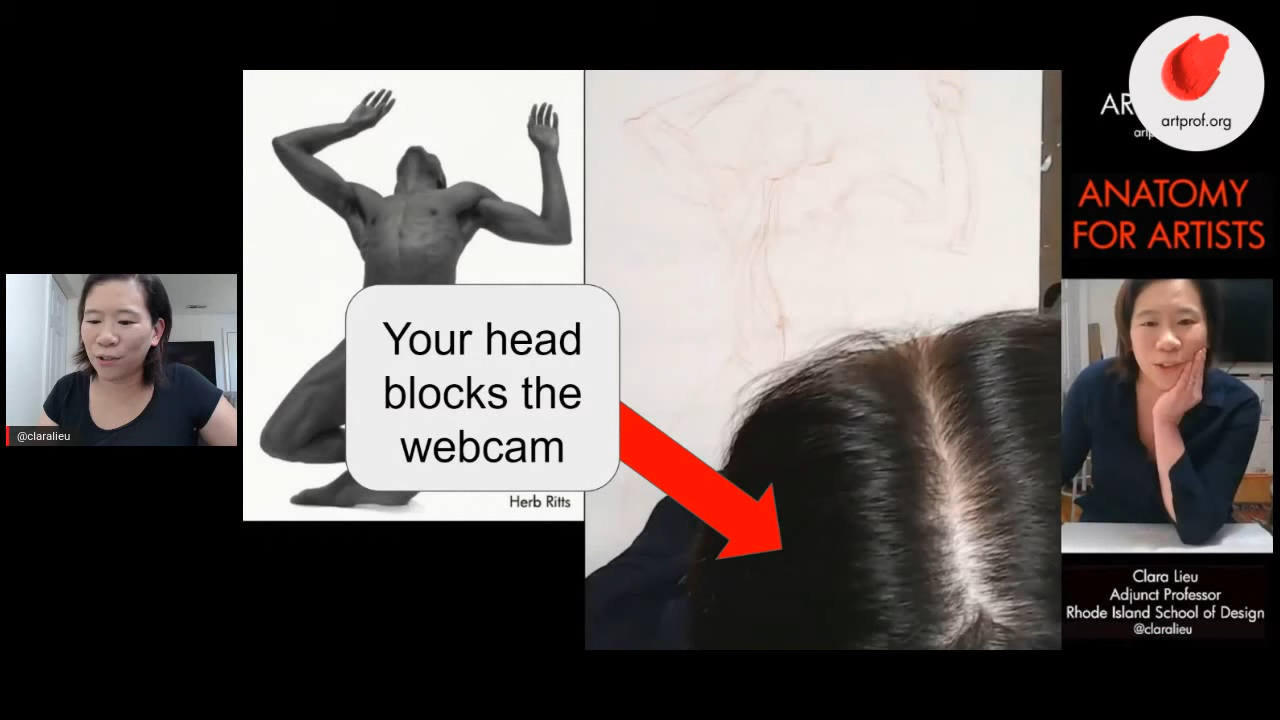 artprof.org
ANATOMY
FOR ARTISTS
Your head
blocks the
webcam
@claralieu
Herb Ritts
Clara Lieu
Adjunct Professor
Rhode Island School of Design
@claralieu